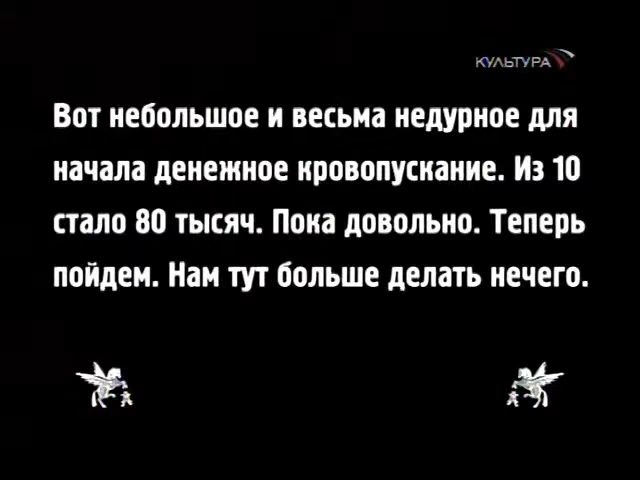 КУЛЬТУРА
Вот небольшое и весьма недурное для
начала денежное кровопускание. Из 10
стало 80 тысяч. Пока довольно. Теперь
пойдем. Нам тут больше делать нечего.